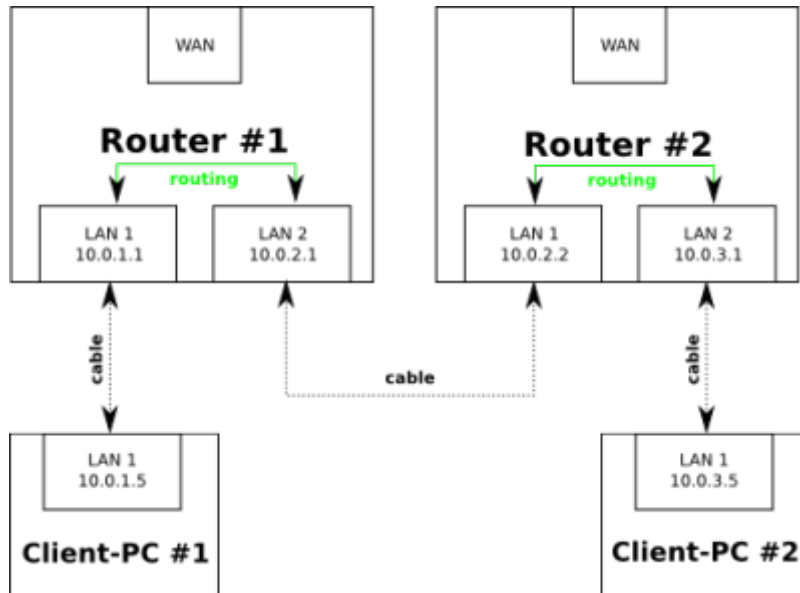 WAN
Router #1
routing
LAN 1
10.0.1.1
LAN 2
10.0.2.1
WAN
Router #2
routing
LAN 1
10.0.2.2
LAN 2
10.0.3.1
cable
cable
cable
LAN 1
10.0.1.5
Client-PC #1
LAN 1
10.0.3.5
Client-PC #2